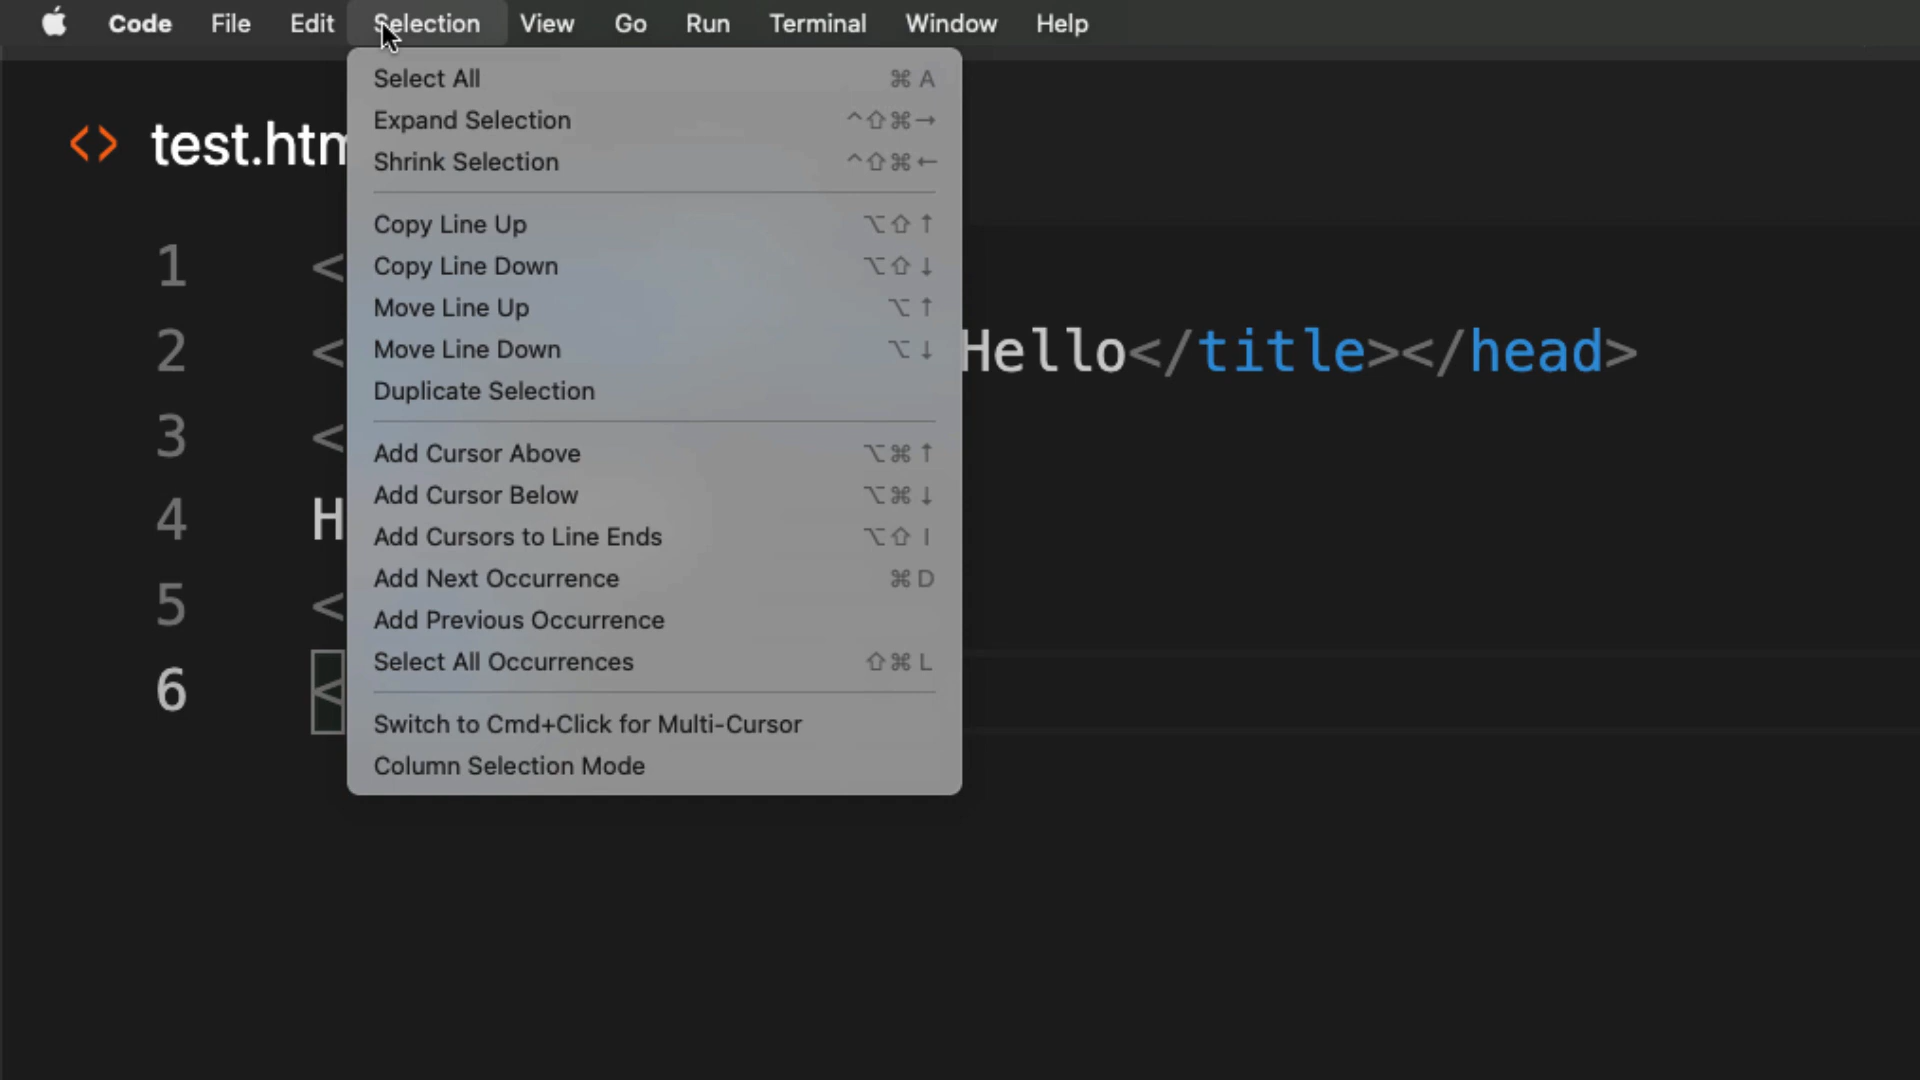 Code File Edit Selection View Go Run Terminal Window Help
test.htm
Select All ⌘ A
Expand Selection ^⇧⌘→
Shrink Selection ^⇧⌘←
Copy Line Up ⌥⇧↑
Copy Line Down ⌥⇧↓
Move Line Up ⌥↑
Move Line Down ⌥↓
Duplicate Selection
Add Cursor Above ⌥⌘↑
Add Cursor Below ⌥⌘↓
Add Cursors to Line Ends ⌥⇧ I
Add Next Occurrence ⌘ D
Add Previous Occurrence
Select All Occurrences ⇧⌘ L
Switch to Cmd+Click for Multi-Cursor
Column Selection Mode
1 <
2 < Hello</title></head>
3 <
4 H
5 <
6 <